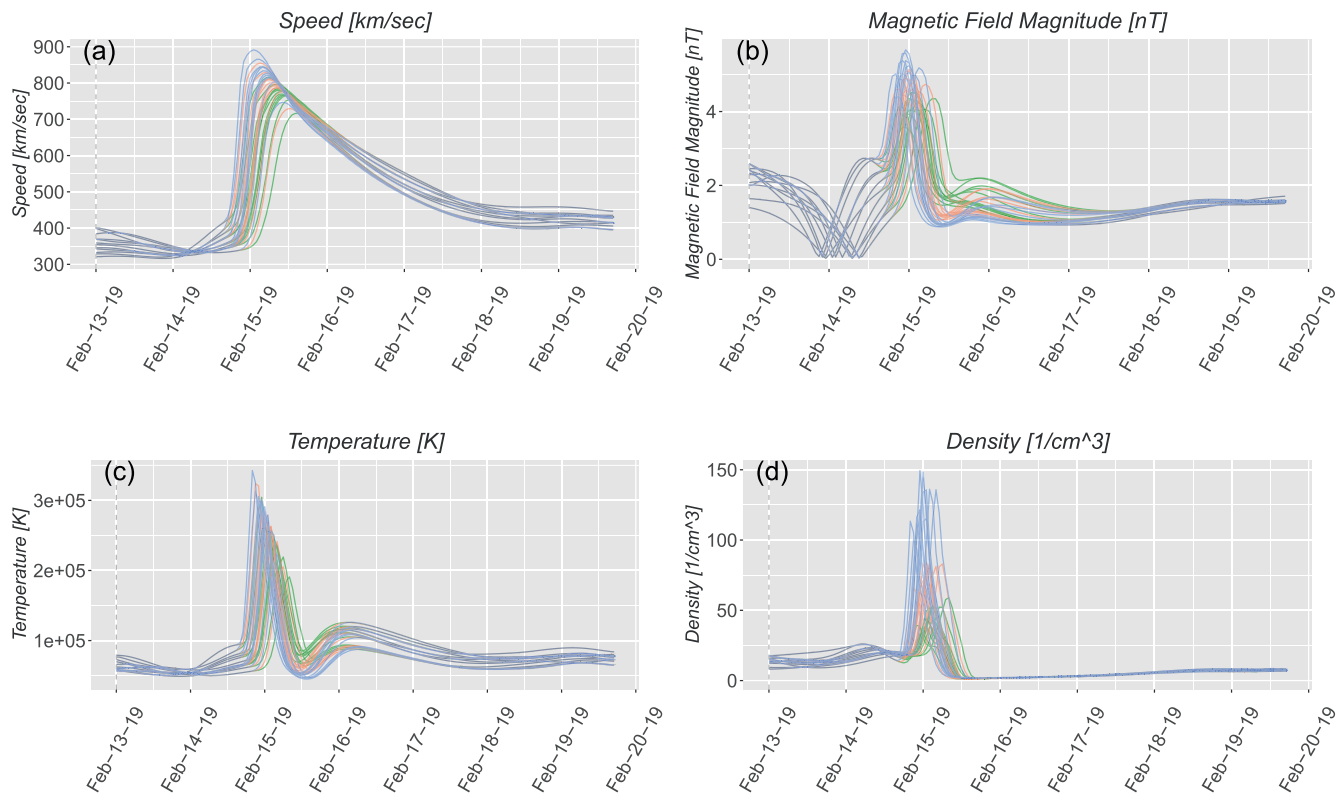 Speed [km/sec]
(a)
Speed [km/sec]
900
800
700
600
500
400
300
Feb−13−19
Feb−14−19
Feb−15−19
Feb−16−19
Feb−17−19
Feb−18−19
Feb−19−19
Feb−20−19
Magnetic Field Magnitude [nT]
(b)
Magnetic Field Magnitude [nT]
4
2
0
Feb−13−19
Feb−14−19
Feb−15−19
Feb−16−19
Feb−17−19
Feb−18−19
Feb−19−19
Feb−20−19
Temperature [K]
(c)
Temperature [K]
3e+05
2e+05
1e+05
Feb−13−19
Feb−14−19
Feb−15−19
Feb−16−19
Feb−17−19
Feb−18−19
Feb−19−19
Feb−20−19
Density [1/cm^3]
(d)
Density [1/cm^3]
150
100
50
0
Feb−13−19
Feb−14−19
Feb−15−19
Feb−16−19
Feb−17−19
Feb−18−19
Feb−19−19
Feb−20−19